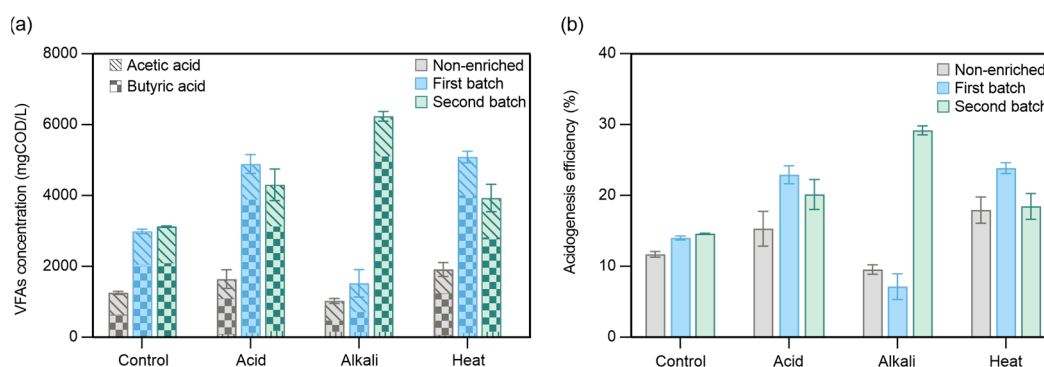 (a)
VFAs concentration (mgCOD/L)
8000
6000
4000
2000
0
Acetic acid
Butyric acid
Non-enriched
First batch
Second batch
Control Acid Alkali Heat
(b)
Acidogenesis efficiency (%)
40
30
20
10
0
Non-enriched
First batch
Second batch
Control Acid Alkali Heat